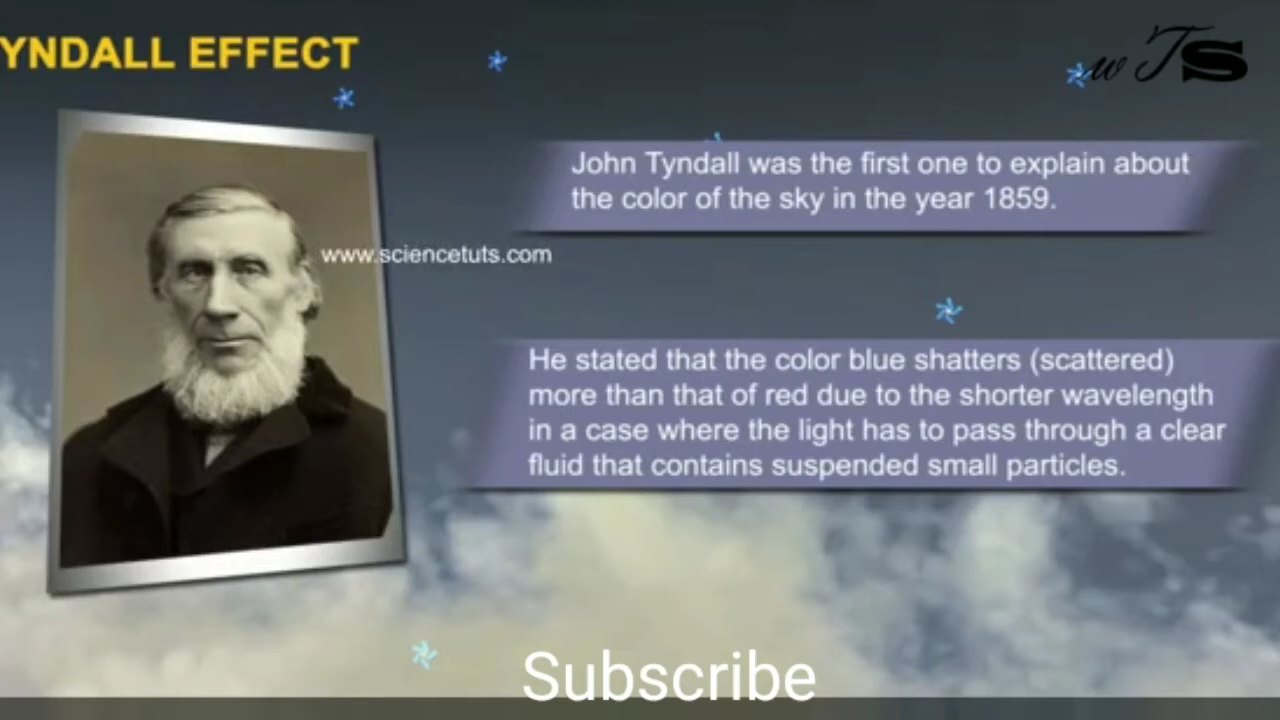 YNDALL EFFECT
w TS
John Tyndall was the first one to explain about
the color of the sky in the year 1859.
www.sciencetuts.com
He stated that the color blue shatters (scattered)
more than that of red due to the shorter wavelength
in a case where the light has to pass through a clear
fluid that contains suspended small particles.
Subscribe